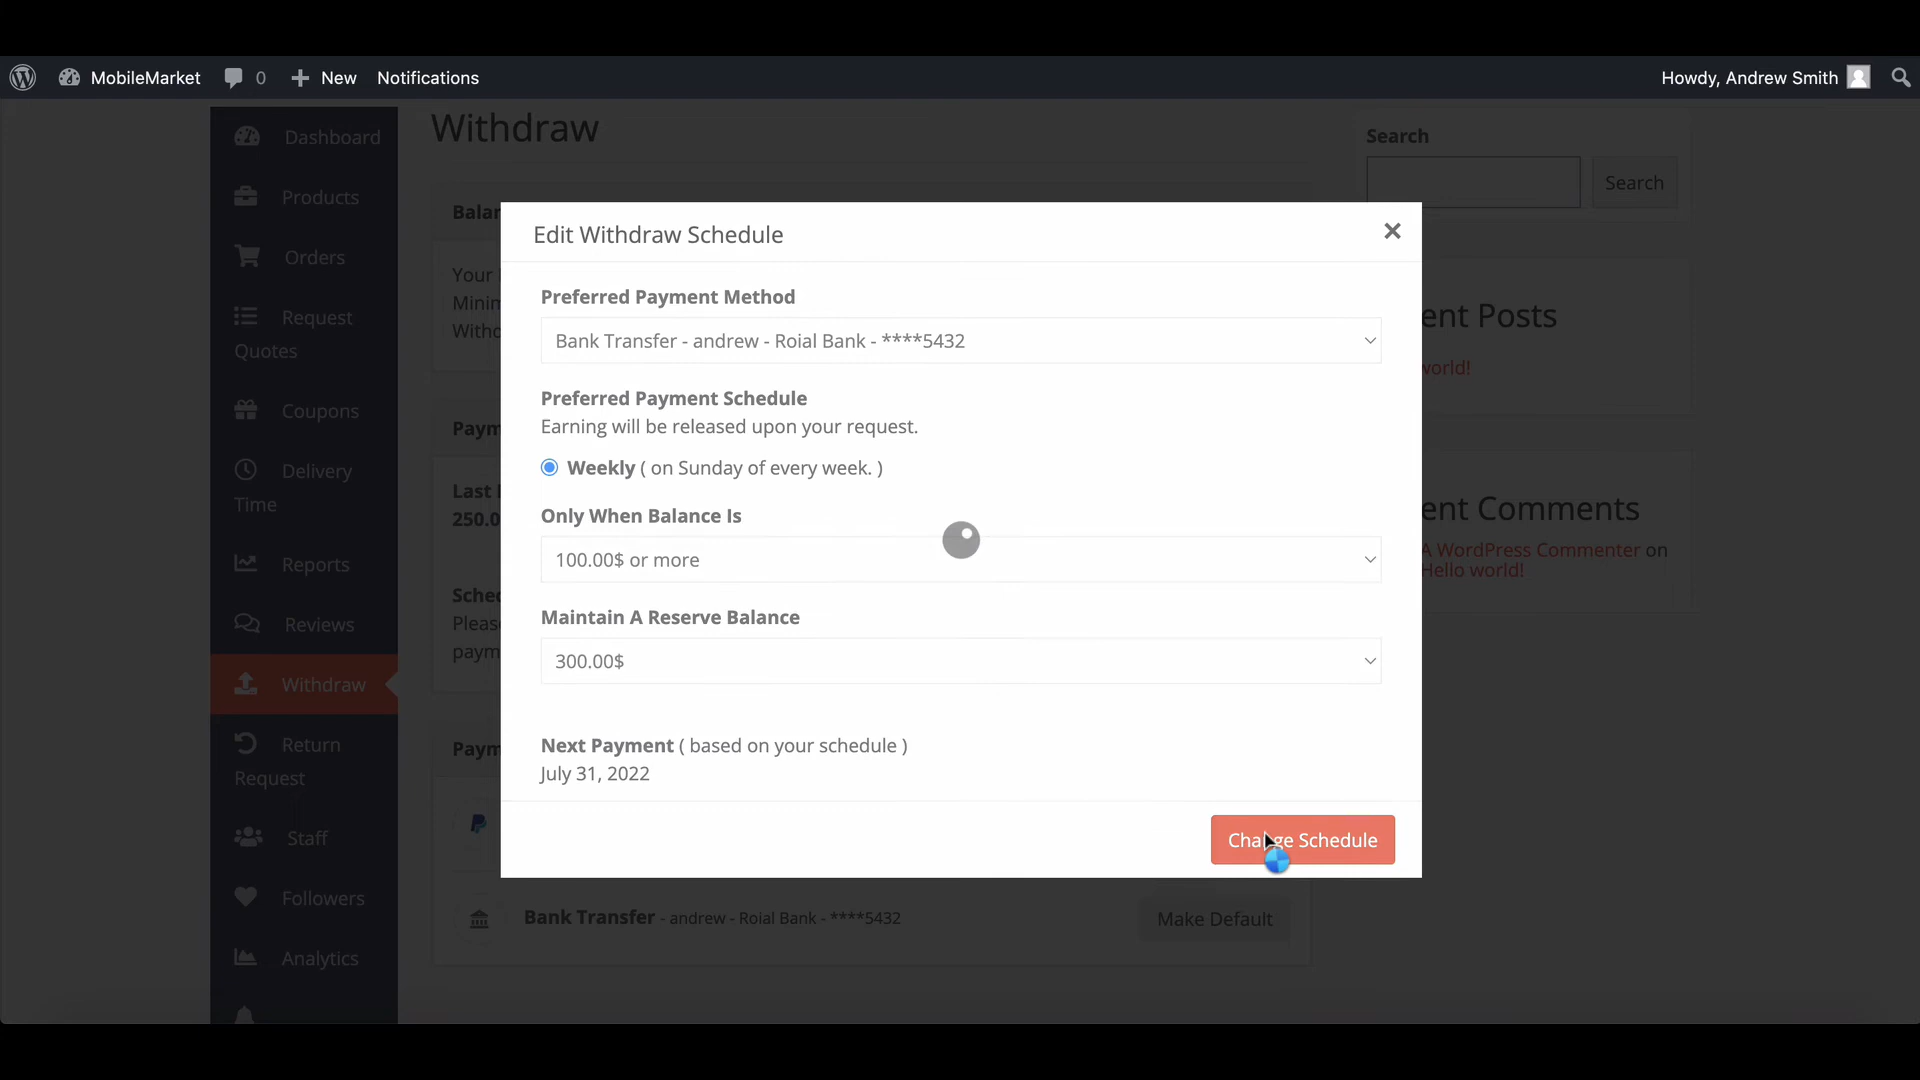 MobileMarket 0 New Notifications Howdy, Andrew Smith
Dashboard
Products
Orders
Request
Quotes
Coupons
Delivery
Time
Reports
Reviews
Withdraw
Return
Request
Staff
Followers
Analytics
Withdraw
Your
250.0
Edit Withdraw Schedule
Preferred Payment Method
Bank Transfer - andrew - Roial Bank - ****5432
Preferred Payment Schedule
Earning will be released upon your request.
Weekly ( on Sunday of every week. )
Only When Balance Is
100.00$ or more
Maintain A Reserve Balance
300.00$
Next Payment ( based on your schedule )
July 31, 2022
Change Schedule
Bank Transfer - andrew - Roial Bank - ****5432
Make Default
Search
Search
Posts
Comments
A WordPress Commenter on
Hello world!